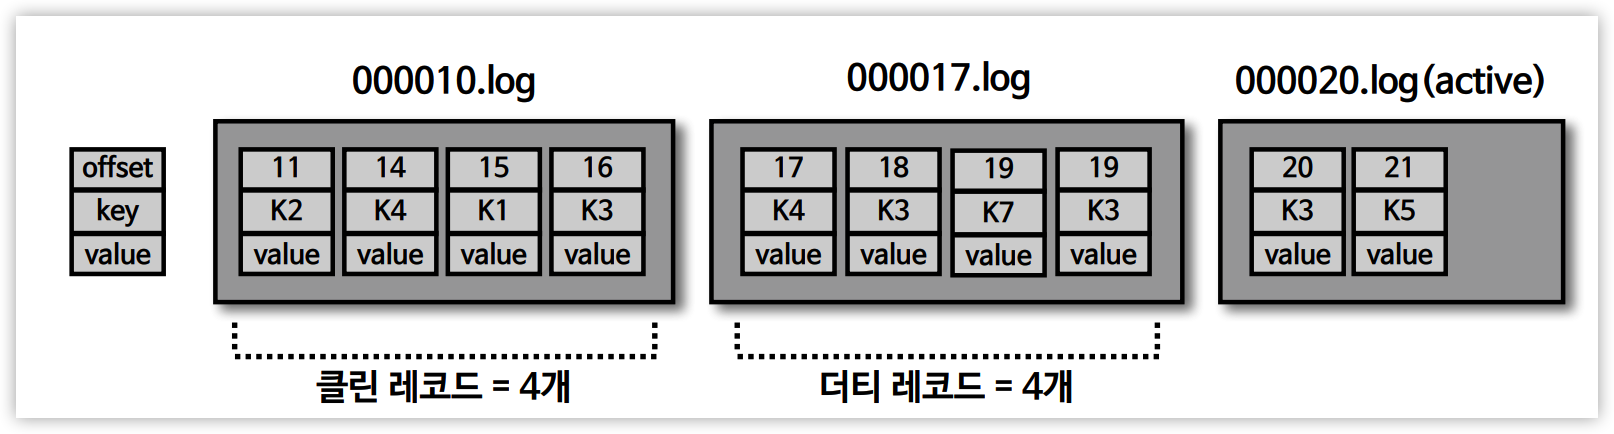 000010.log
000017.log
000020.log(active)
offset
key
value
11
K2
value
14
K4
value
15
K1
value
16
K3
value
17
K4
value
18
K3
value
19
K7
value
19
K3
value
20
K3
value
21
K5
value
클린 레코드 = 4개
더티 레코드 = 4개